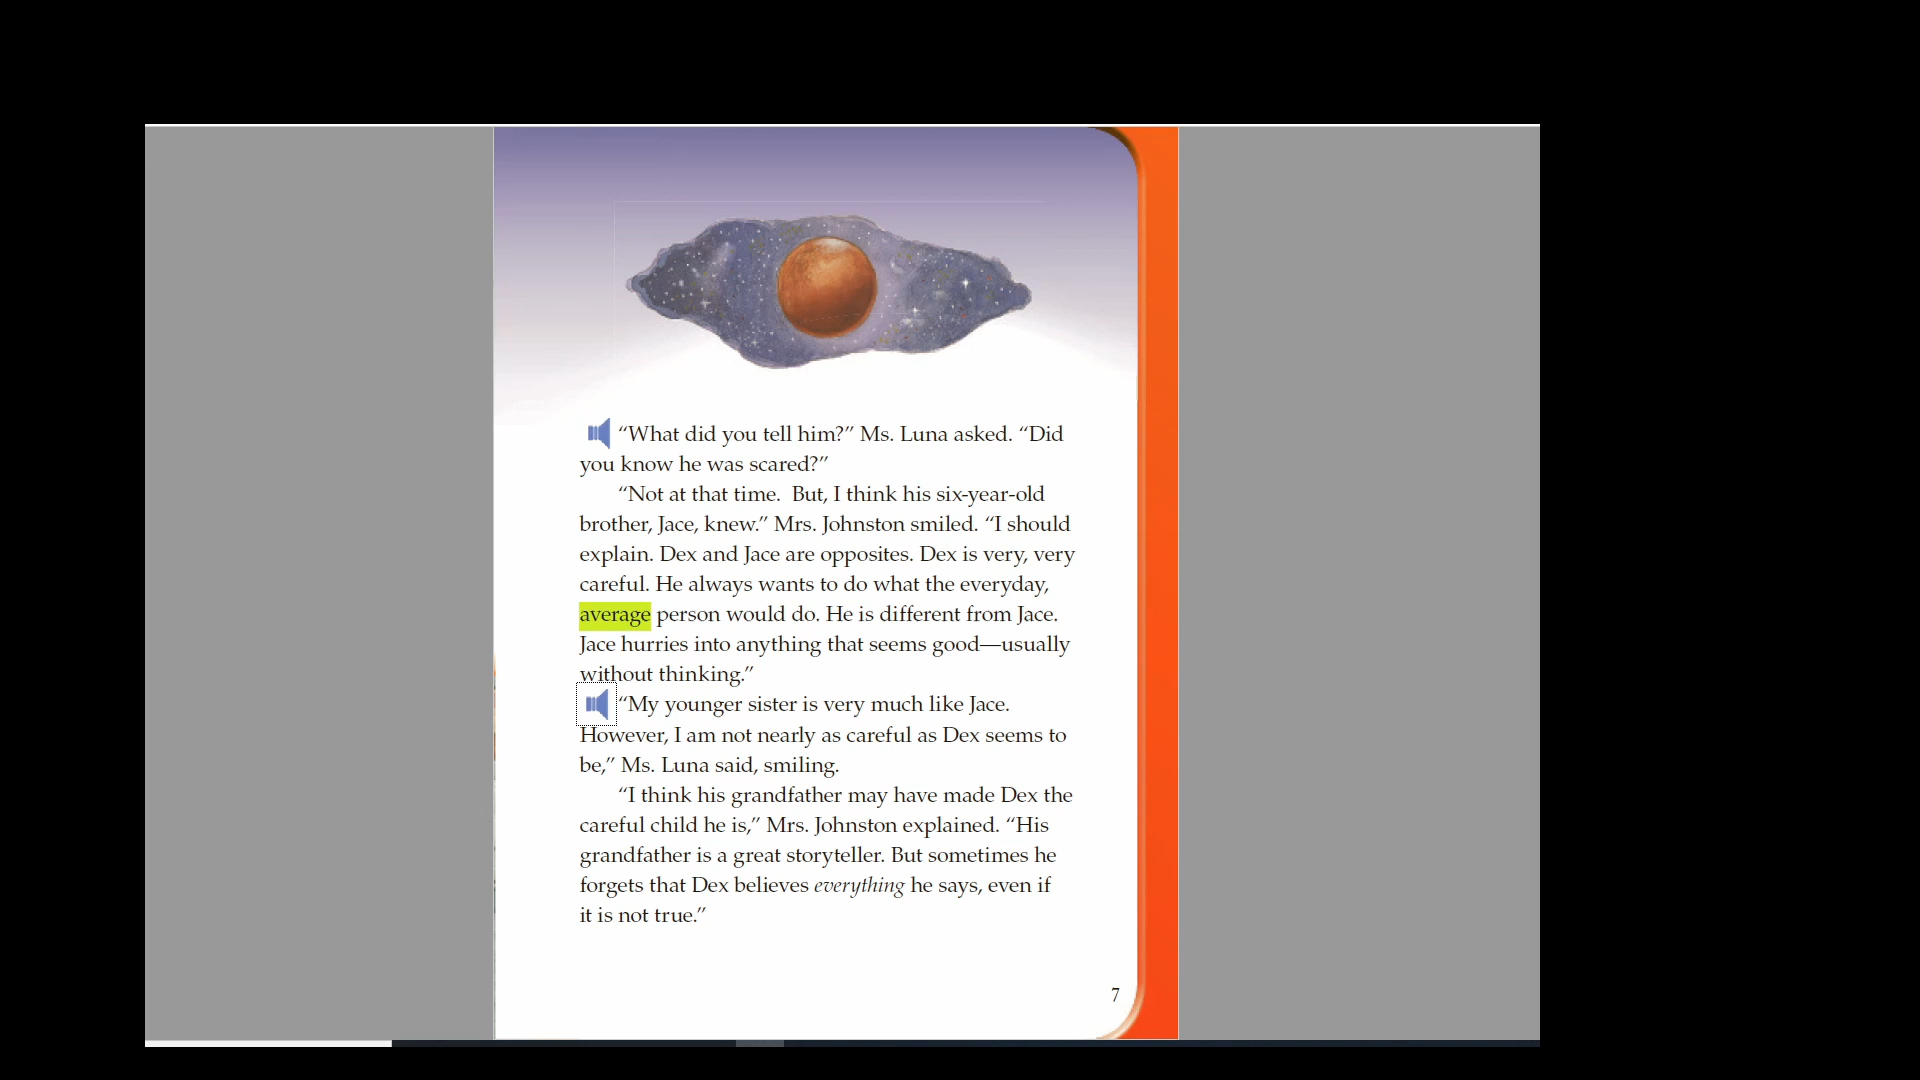 “What did you tell him?” Ms. Luna asked. “Did
you know he was scared?”
“Not at that time.  But, I think his six-year-old
brother, Jace, knew.” Mrs. Johnston smiled. “I should
explain. Dex and Jace are opposites. Dex is very, very
careful. He always wants to do what the everyday,
average person would do. He is different from Jace.
Jace hurries into anything that seems good—usually
without thinking.”
“My younger sister is very much like Jace.
However, I am not nearly as careful as Dex seems to
be,” Ms. Luna said, smiling.
“I think his grandfather may have made Dex the
careful child he is,” Mrs. Johnston explained. “His
grandfather is a great storyteller. But sometimes he
forgets that Dex believes everything he says, even if
it is not true.”
7